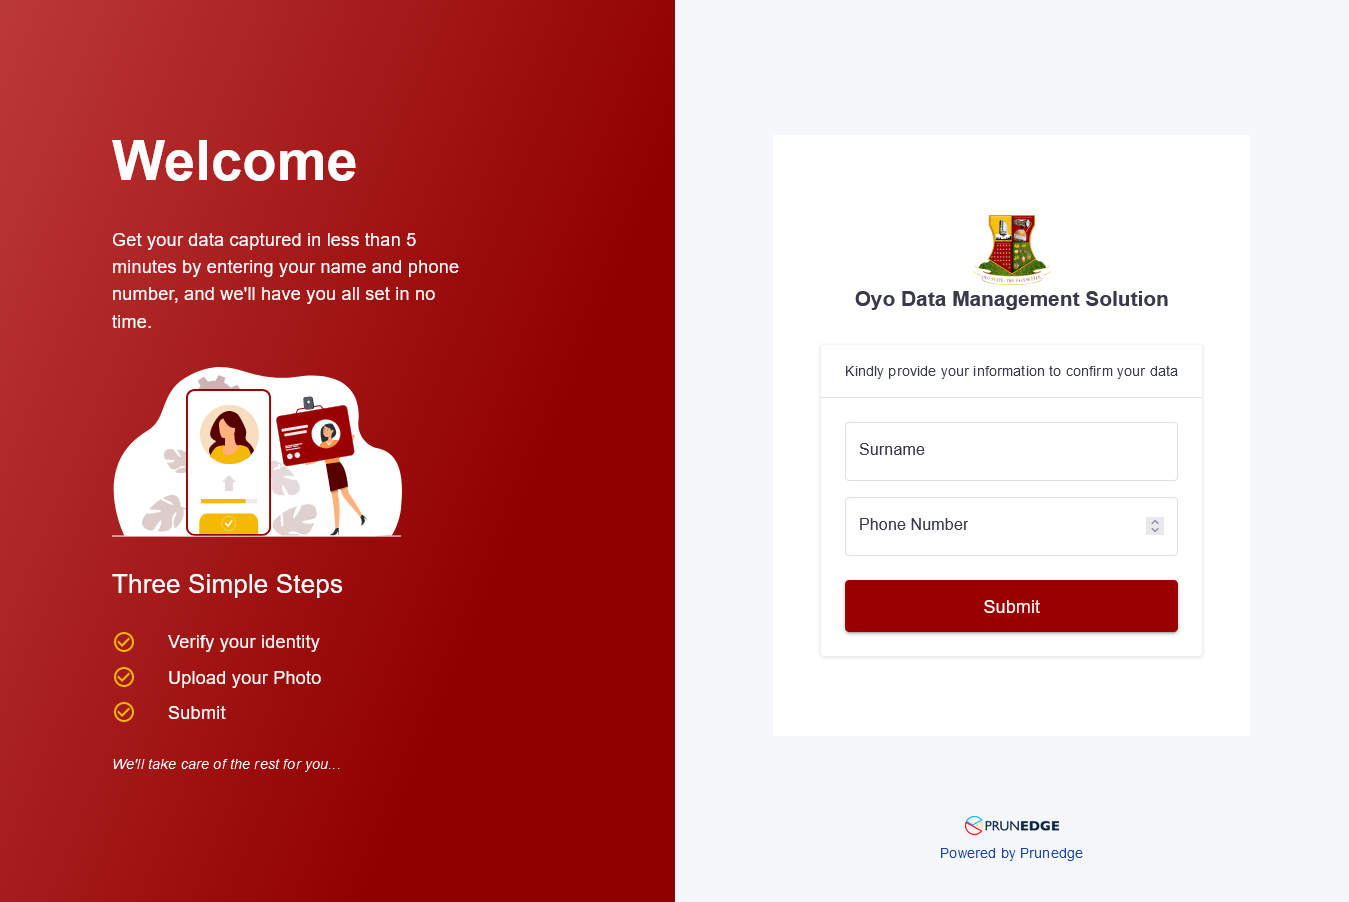 Welcome
Get your data captured in less than 5
minutes by entering your name and phone
number, and we'll have you all set in no
time.
Three Simple Steps
Verify your identity
Upload your Photo
Submit
We'll take care of the rest for you...
Oyo Data Management Solution
Kindly provide your information to confirm your data
Surname
Phone Number
Submit
PRUNEDGE
Powered by Prunedge